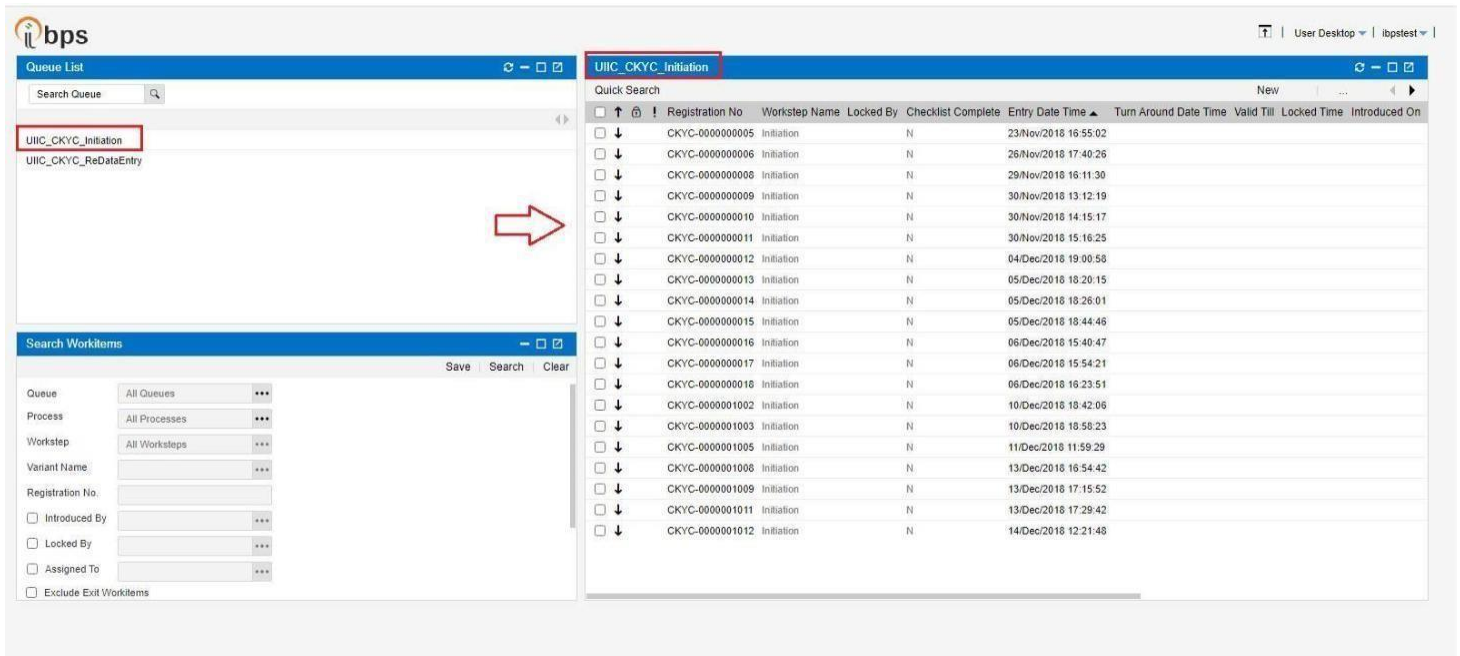 ibps
User Desktop | ibpstest |
Queue List
Search Queue
UIIC_CKYC_Initiation
UIIC_CKYC_ReDataEntry
Search Workitems
Save | Search | Clear
Queue All Queues ...
Process All Processes ...
Workstep All Worksteps ...
Variant Name ...
Registration No.
Introduced By ...
Locked By ...
Assigned To ...
Exclude Exit Workitems
UIIC_CKYC_Initiation
Quick Search New | ...
! Registration No Workstep Name Locked By Checklist Complete Entry Date Time Turn Around Date Time Valid Till Locked Time Introduced On
CKYC-0000000005 Initiation N 23/Nov/2018 16:55:02
CKYC-0000000006 Initiation N 26/Nov/2018 17:40:26
CKYC-0000000008 Initiation N 29/Nov/2018 16:11:30
CKYC-0000000009 Initiation N 30/Nov/2018 13:12:19
CKYC-0000000010 Initiation N 30/Nov/2018 14:15:17
CKYC-0000000011 Initiation N 30/Nov/2018 15:16:25
CKYC-0000000012 Initiation N 04/Dec/2018 19:00:58
CKYC-0000000013 Initiation N 05/Dec/2018 18:20:15
CKYC-0000000014 Initiation N 05/Dec/2018 18:26:01
CKYC-0000000015 Initiation N 05/Dec/2018 18:44:46
CKYC-0000000016 Initiation N 06/Dec/2018 15:40:47
CKYC-0000000017 Initiation N 06/Dec/2018 15:54:21
CKYC-0000000018 Initiation N 06/Dec/2018 16:23:51
CKYC-0000001002 Initiation N 10/Dec/2018 18:42:06
CKYC-0000001003 Initiation N 10/Dec/2018 18:58:23
CKYC-0000001005 Initiation N 11/Dec/2018 11:59:29
CKYC-0000001008 Initiation N 13/Dec/2018 16:54:42
CKYC-0000001009 Initiation N 13/Dec/2018 17:15:52
CKYC-0000001011 Initiation N 13/Dec/2018 17:29:42
CKYC-0000001012 Initiation N 14/Dec/2018 12:21:48